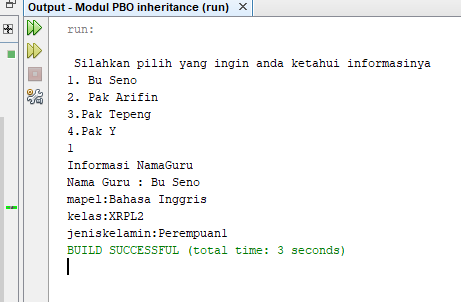 Output - Modul PBO inheritance (run) ×
run:
Silahkan pilih yang ingin anda ketahui informasinya
1. Bu Seno
2. Pak Arifin
3.Pak Tepeng
4.Pak Y
1
Informasi NamaGuru
Nama Guru : Bu Seno
mapel:Bahasa Inggris
kelas:XRPL2
jeniskelamin:Perempuan1
BUILD SUCCESSFUL (total time: 3 seconds)